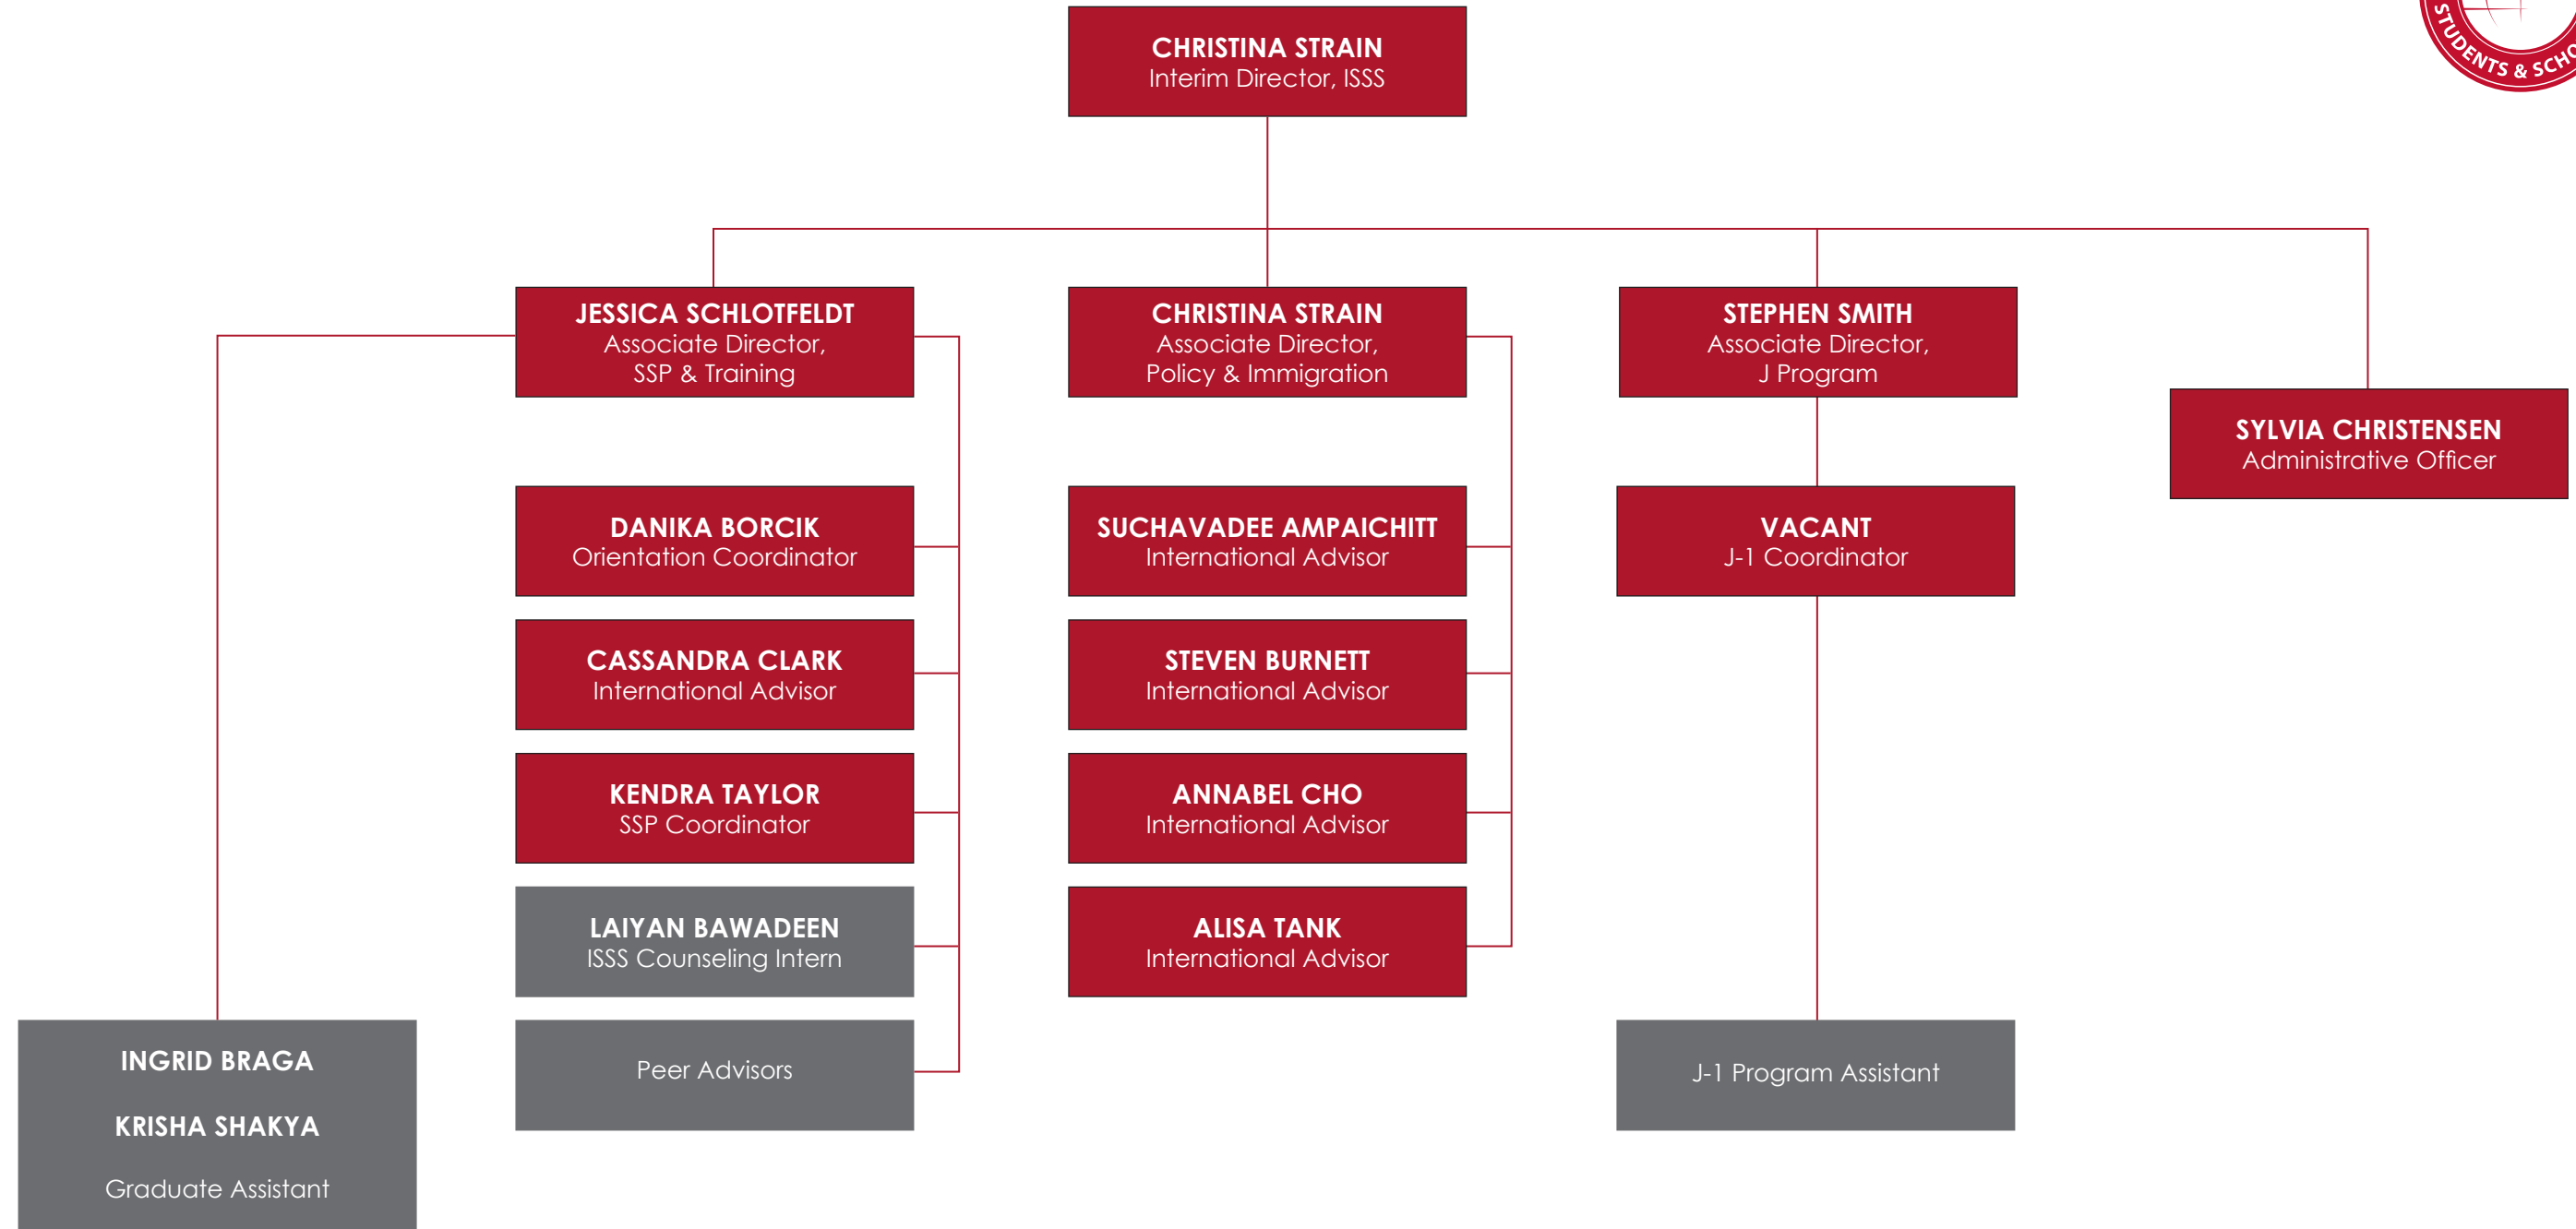 STUDENTS & SCHO
CHRISTINA STRAIN
Interim Director, ISSS
JESSICA SCHLOTFELDT
Associate Director,
SSP & Training
CHRISTINA STRAIN
Associate Director,
Policy & Immigration
STEPHEN SMITH
Associate Director,
J Program
SYLVIA CHRISTENSEN
Administrative Officer
DANIKA BORCIK
Orientation Coordinator
SUCHAVADEE AMPAICHITT
International Advisor
VACANT
J-1 Coordinator
CASSANDRA CLARK
International Advisor
STEVEN BURNETT
International Advisor
KENDRA TAYLOR
SSP Coordinator
ANNABEL CHO
International Advisor
LAIYAN BAWADEEN
ISSS Counseling Intern
ALISA TANK
International Advisor
INGRID BRAGA
KRISHA SHAKYA
Graduate Assistant
Peer Advisors
J-1 Program Assistant